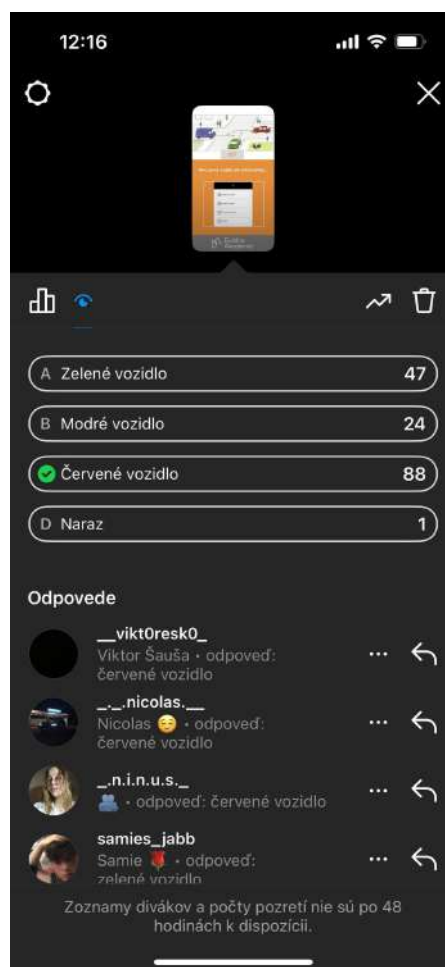 12:16
A Zelené vozidlo 47
B Modré vozidlo 24
Červené vozidlo 88
D Naraz 1
Odpovede
__vikt0resk0_
Viktor Šauša • odpoveď:
červené vozidlo
_._.nicolas.__
Nicolas 😌 • odpoveď:
červené vozidlo
_.n.i.n.u.s._
🫂 • odpoveď: červené vozidlo
samies_jabb
Samie 🌹 • odpoveď:
zelené vozidlo
Zoznamy divákov a počty pozretí nie sú po 48
hodinách k dispozícii.